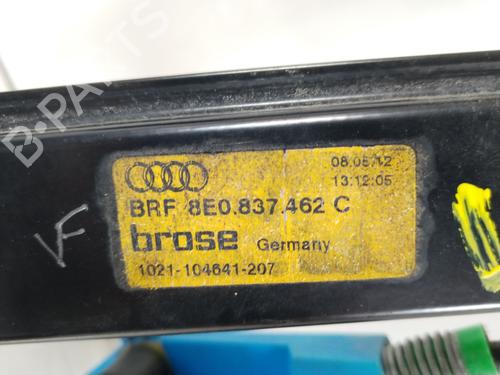 B-PARTS
08.05.12
13:12:05
BRF 8E0.837.462 C
brose Germany
1021-104641-207
VF